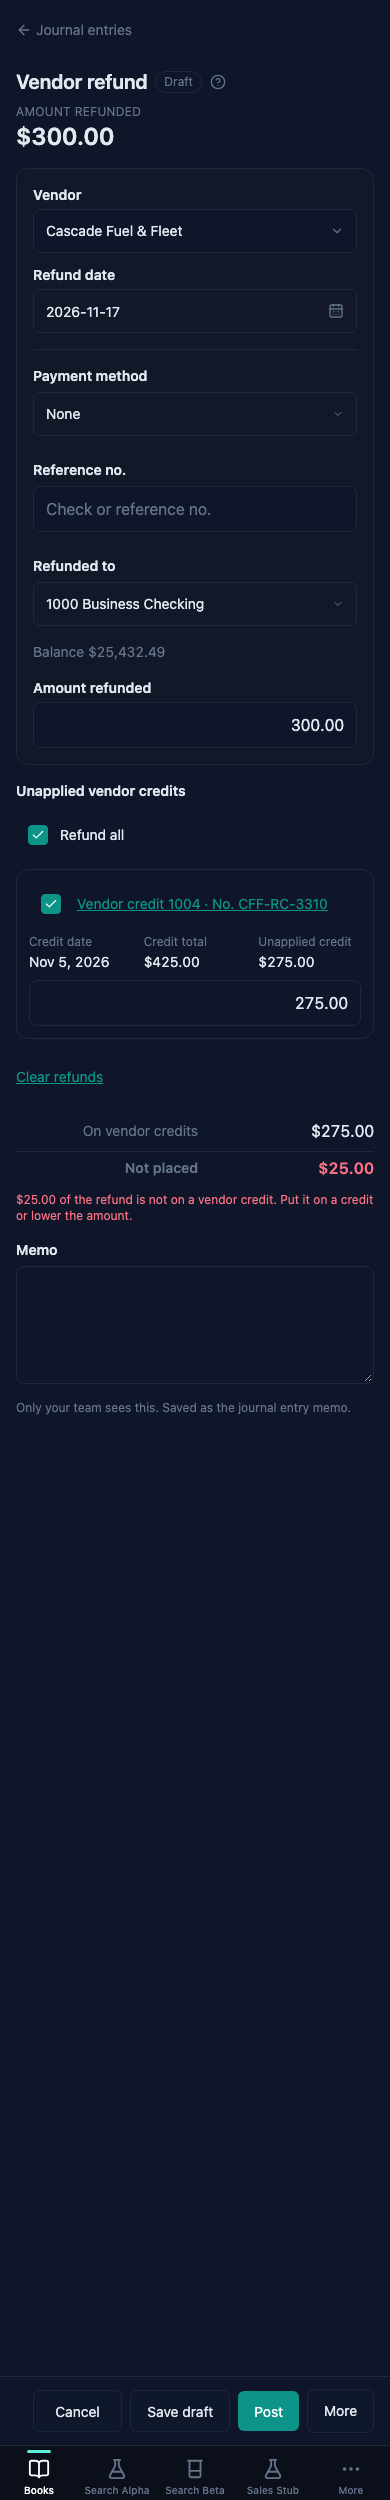 Journal entries
Vendor refund Draft
AMOUNT REFUNDED
$300.00
Vendor
Cascade Fuel & Fleet
Refund date
2026-11-17
Payment method
None
Reference no.
Check or reference no.
Refunded to
1000 Business Checking
Balance $25,432.49
Amount refunded
300.00
Unapplied vendor credits
Refund all
Vendor credit 1004 · No. CFF-RC-3310
Credit date Credit total Unapplied credit
Nov 5, 2026 $425.00 $275.00
275.00
Clear refunds
On vendor credits $275.00
Not placed $25.00
$25.00 of the refund is not on a vendor credit. Put it on a credit
or lower the amount.
Memo
Only your team sees this. Saved as the journal entry memo.
Cancel Save draft Post More
Books Search Alpha Search Beta Sales Stub More